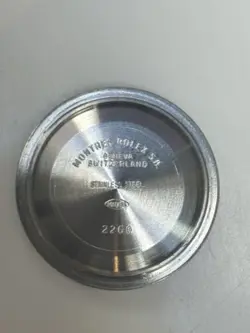 MONTRES ROLEX S.A.
GENEVA
SWITZERLAND
STAINLESS STEEL